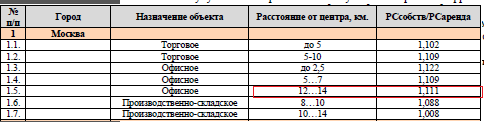 № п/п Город Назначение объекта Расстояние от центра, км. РСсобств/РСаренда
1 Москва
1.1. Торговое до 5 1,102
1.2. Торговое 5-10 1,109
1.3. Офисное до 2,5 1,122
1.4. Офисное 5…7 1,109
1.5. Офисное 12…14 1,111
1.6. Производственно-складское 8…10 1,088
1.7. Производственно-складское 10…14 1,008